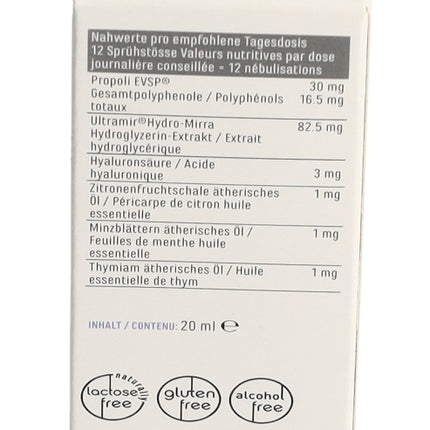 Nahwerte pro empfohlene Tagesdosis
12 Sprühstösse Valeurs nutritives par dose
journalière conseillée = 12 nébulisations
Propoli EVSP® 30 mg
Gesamtpolyphenole / Polyphénols 16.5 mg
totaux
Ultramir®Hydro-Mirra 82.5 mg
Hydroglyzerin-Extrakt / Extrait
hydroglycérique
Hyaluronsäure / Acide
hyaluronique 3 mg
Zitronenfruchtschale ätherisches 1 mg
Öl / Péricarpe de citron huile
essentielle
Minzblättern ätherisches Öl / 1 mg
Feuilles de menthe huile
essentielle
Thymiam ätherisches Öl / Huile 1 mg
essentielle de thym
INHALT / CONTENU: 20 ml ℮
naturally
lactose
free
gluten
free
alcohol
free